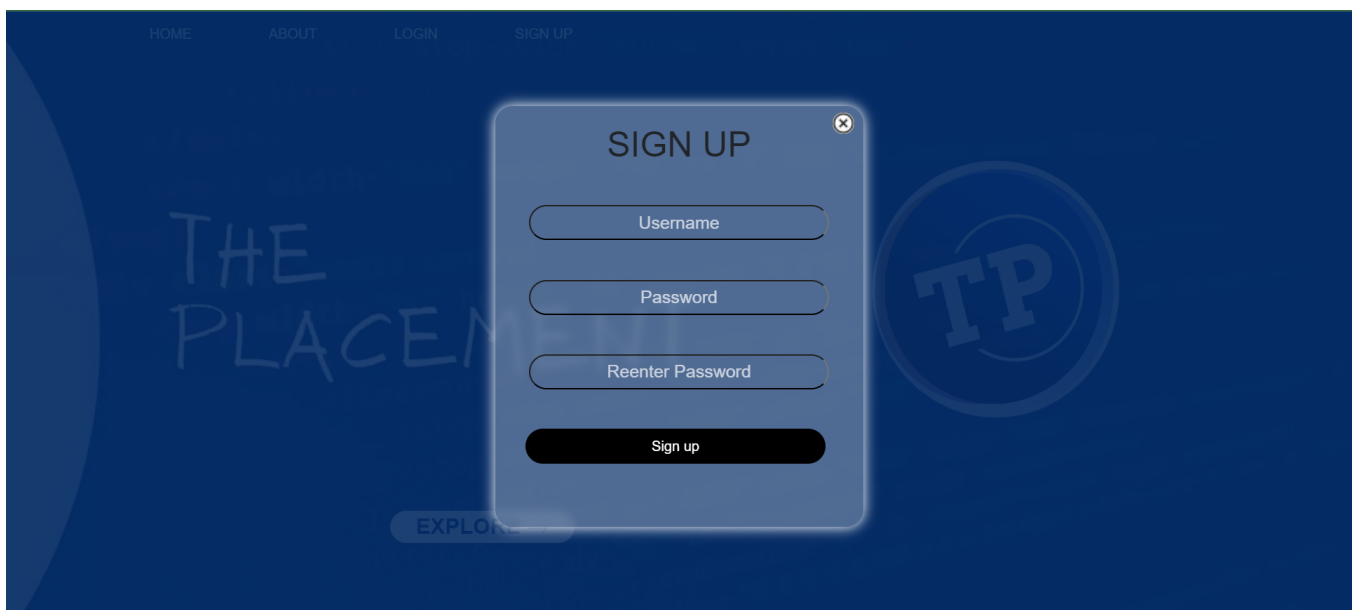 HOME ABOUT LOGIN SIGN UP
SIGN UP
Username
THE
Password
PLACEMENT
TP
Reenter Password
Sign up
EXPLORE